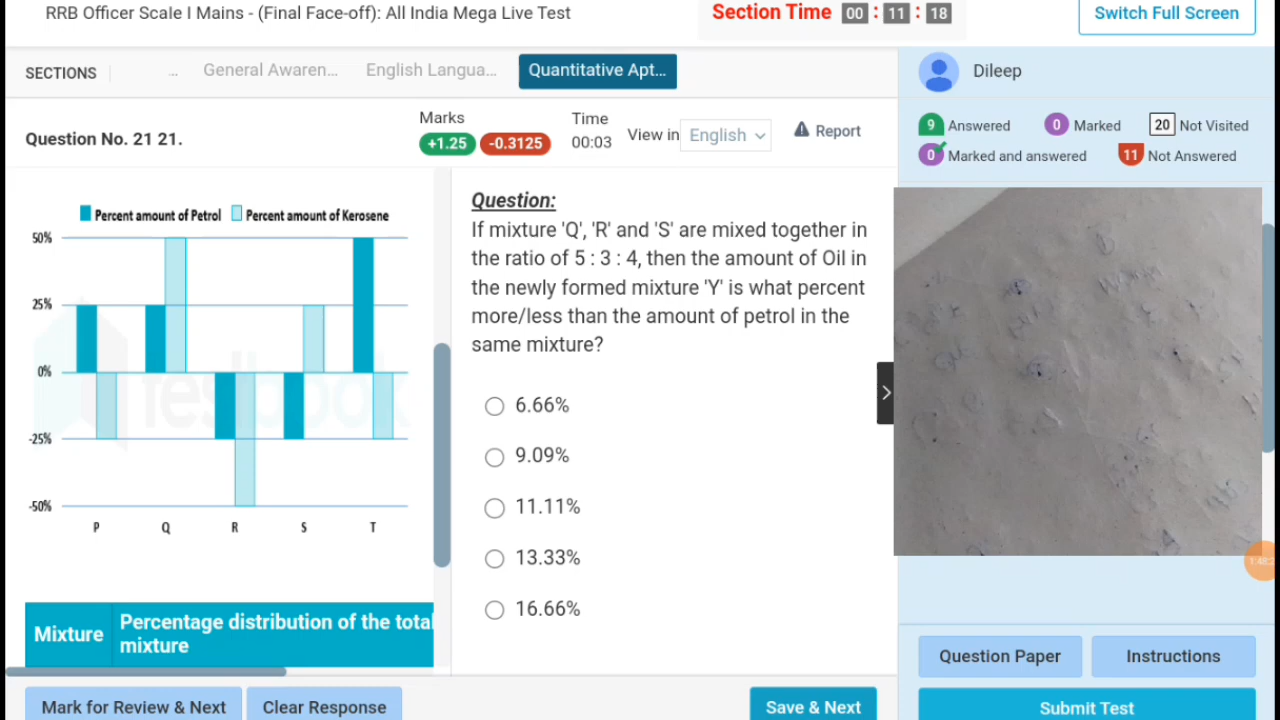 RRB Officer Scale I Mains - (Final Face-off): All India Mega Live Test
Section Time 00 : 11 : 18
Switch Full Screen
SECTIONS
...
General Awaren...
English Langua...
Quantitative Apt...
Dileep
Question No. 21 21.
Marks
+1.25 -0.3125
Time
00:03
View in English
Report
9 Answered
0 Marked
20 Not Visited
0 Marked and answered
11 Not Answered
Percent amount of Petrol
Percent amount of Kerosene
50%
25%
0%
-25%
-50%
P Q R S T
Mixture
Percentage distribution of the total
mixture
Question:
If mixture 'Q', 'R' and 'S' are mixed together in
the ratio of 5 : 3 : 4, then the amount of Oil in
the newly formed mixture 'Y' is what percent
more/less than the amount of petrol in the
same mixture?
6.66%
9.09%
11.11%
13.33%
16.66%
Question Paper
Instructions
Mark for Review & Next
Clear Response
Save & Next
Submit Test